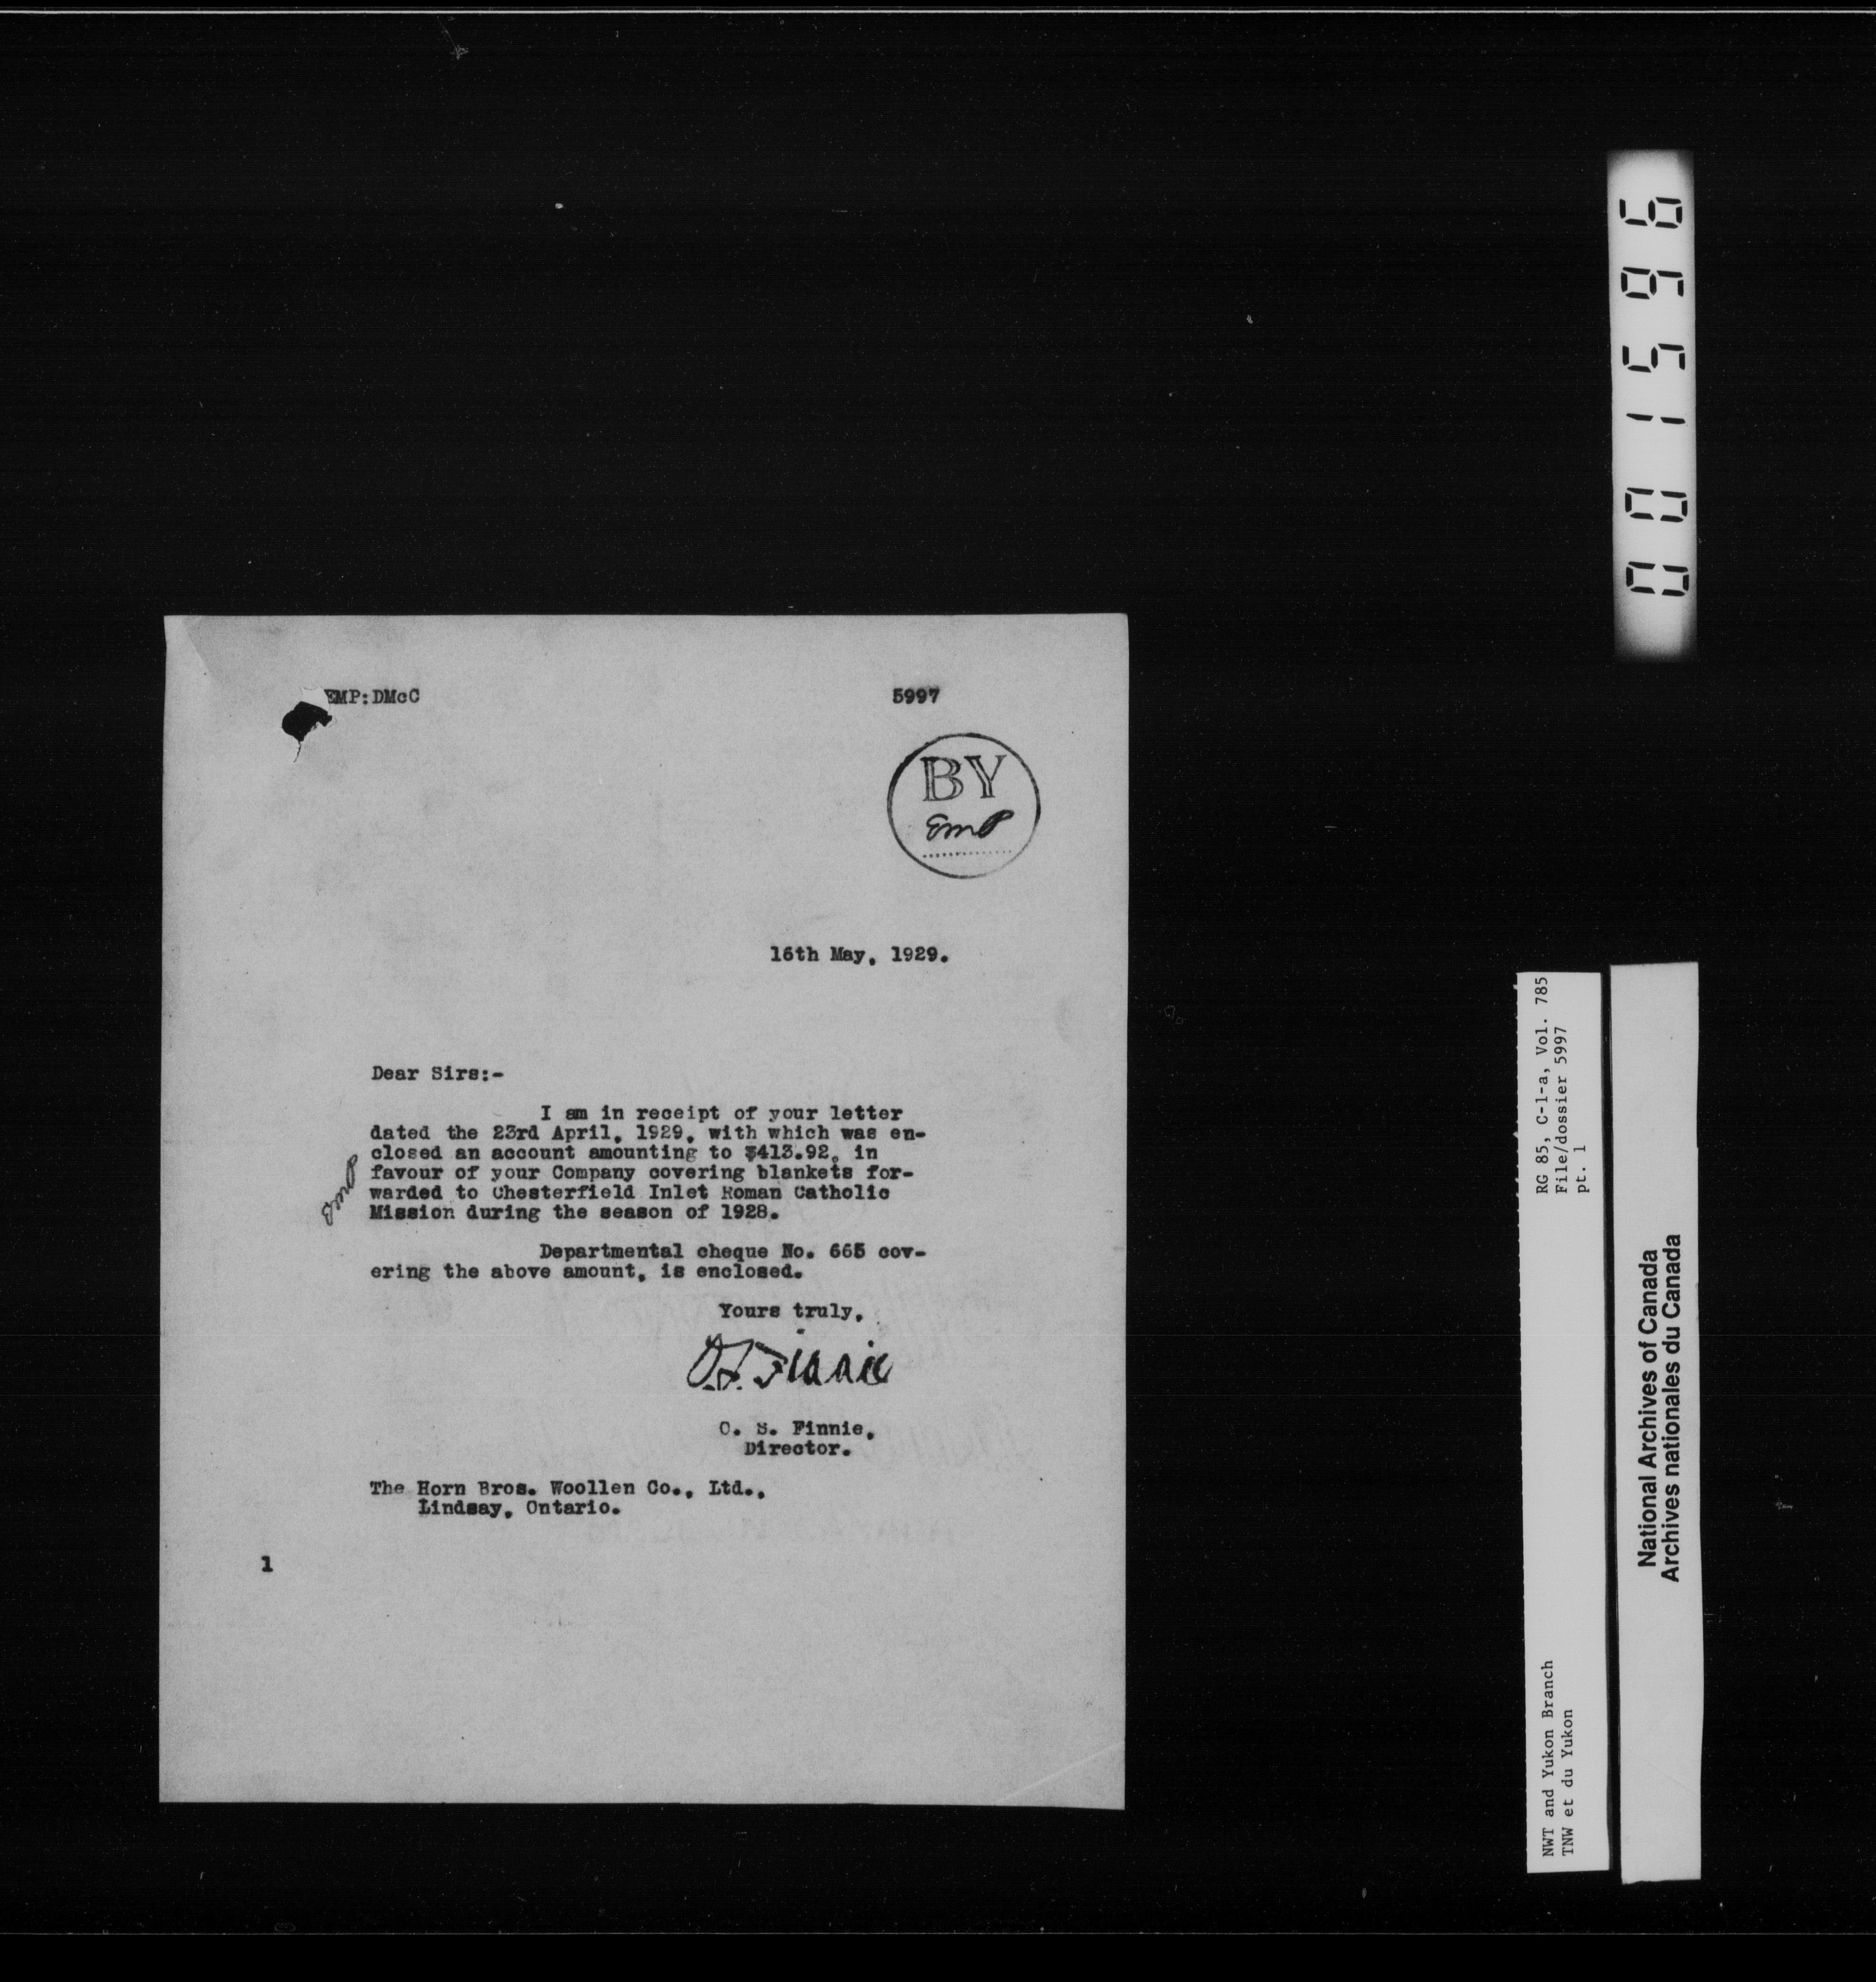 EMP:DMcC
5997
BY
EMP
16th May, 1929.
Dear Sirs:-
I am in receipt of your letter
dated the 23rd April, 1929, with which was en-
closed an account amounting to $413.92, in
favour of your Company covering blankets for-
warded to Chesterfield Inlet Roman Catholic
Mission during the season of 1928.
EMP
Departmental cheque No. 665 cov-
ering the above amount, is enclosed.
Yours truly,
O.S. Finnie
O. S. Finnie,
Director.
The Horn Bros. Woollen Co., Ltd.,
Lindsay, Ontario.
1
001596
RG 85, C-1-a, Vol. 785
File/dossier 5997
pt. 1
NWT and Yukon Branch
TNW et du Yukon
National Archives of Canada
Archives nationales du Canada